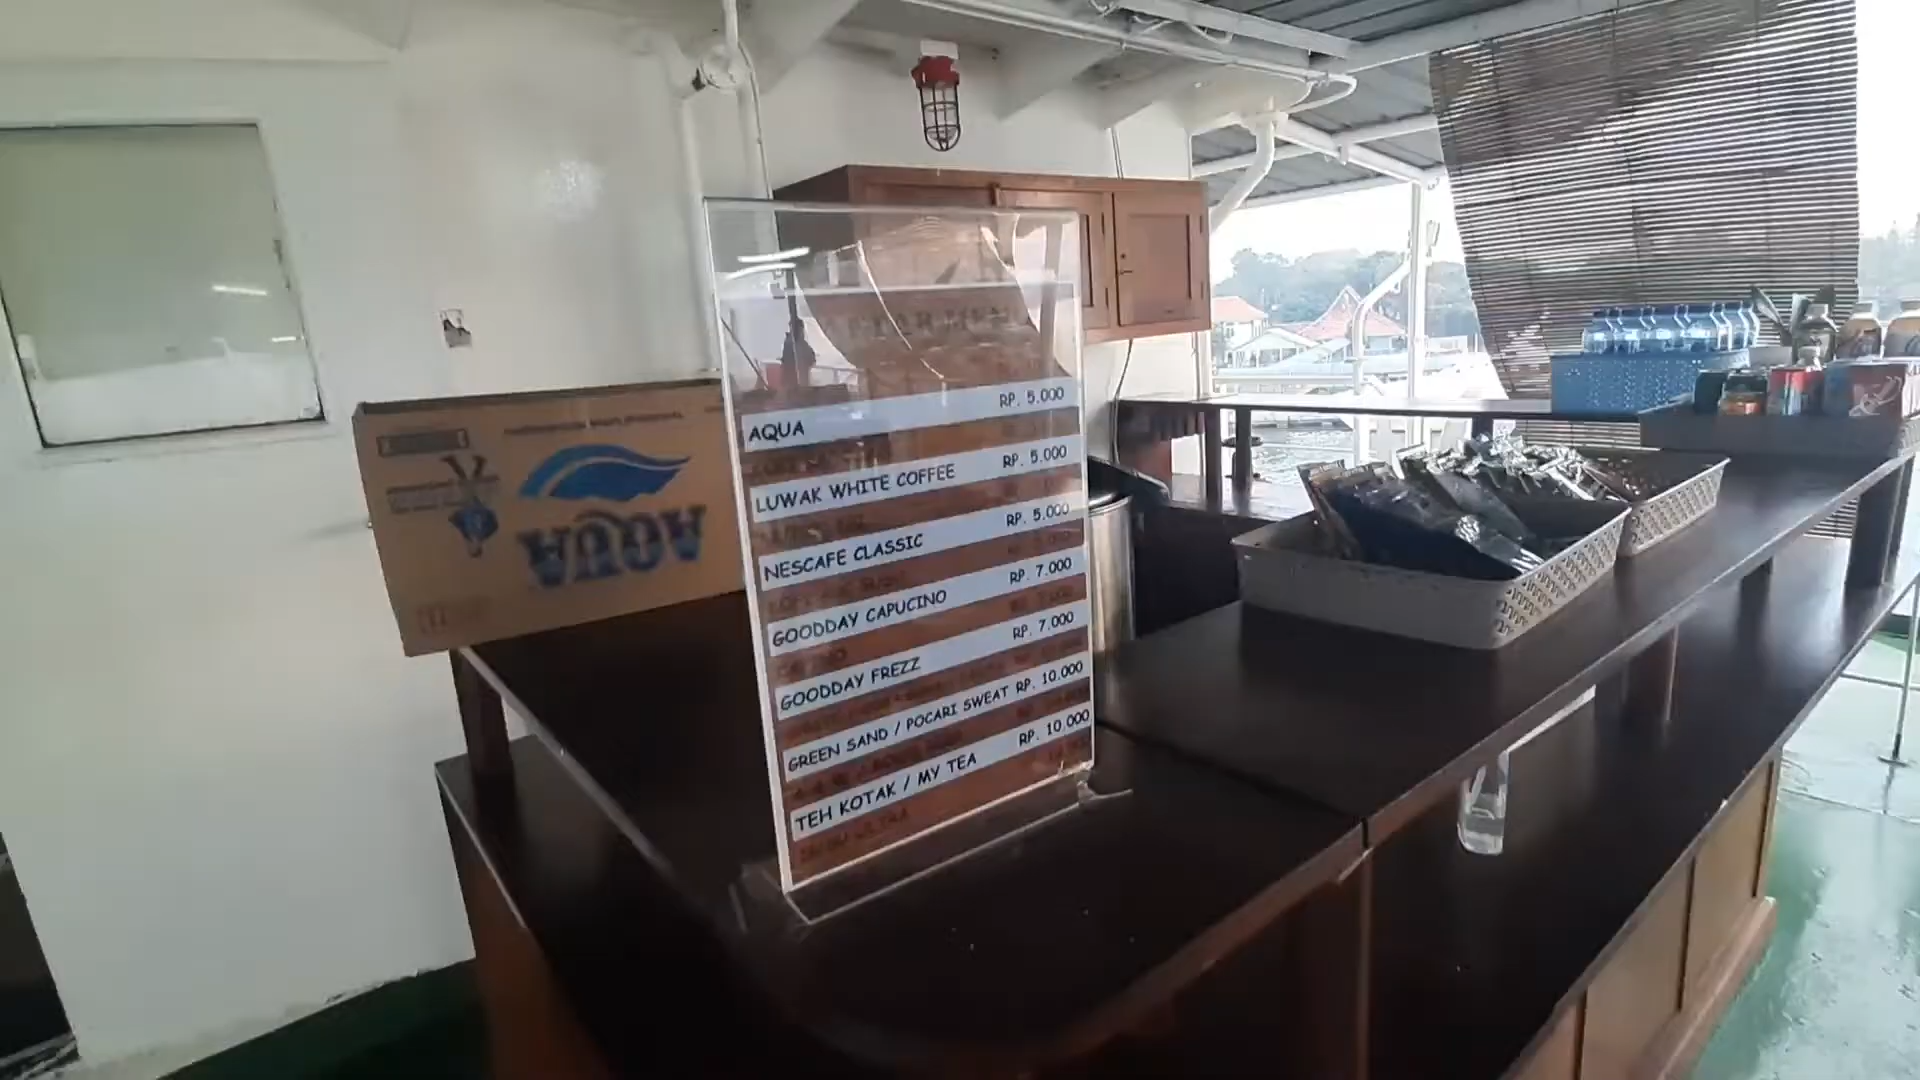 AQUA RP. 5.000
LUWAK WHITE COFFEE RP. 5.000
NESCAFE CLASSIC RP. 5.000
GOODDAY CAPUCINO RP. 7.000
GOODDAY FREZZ RP. 7.000
GREEN SAND / POCARI SWEAT RP. 10.000
TEH KOTAK / MY TEA RP. 10.000
AQUA